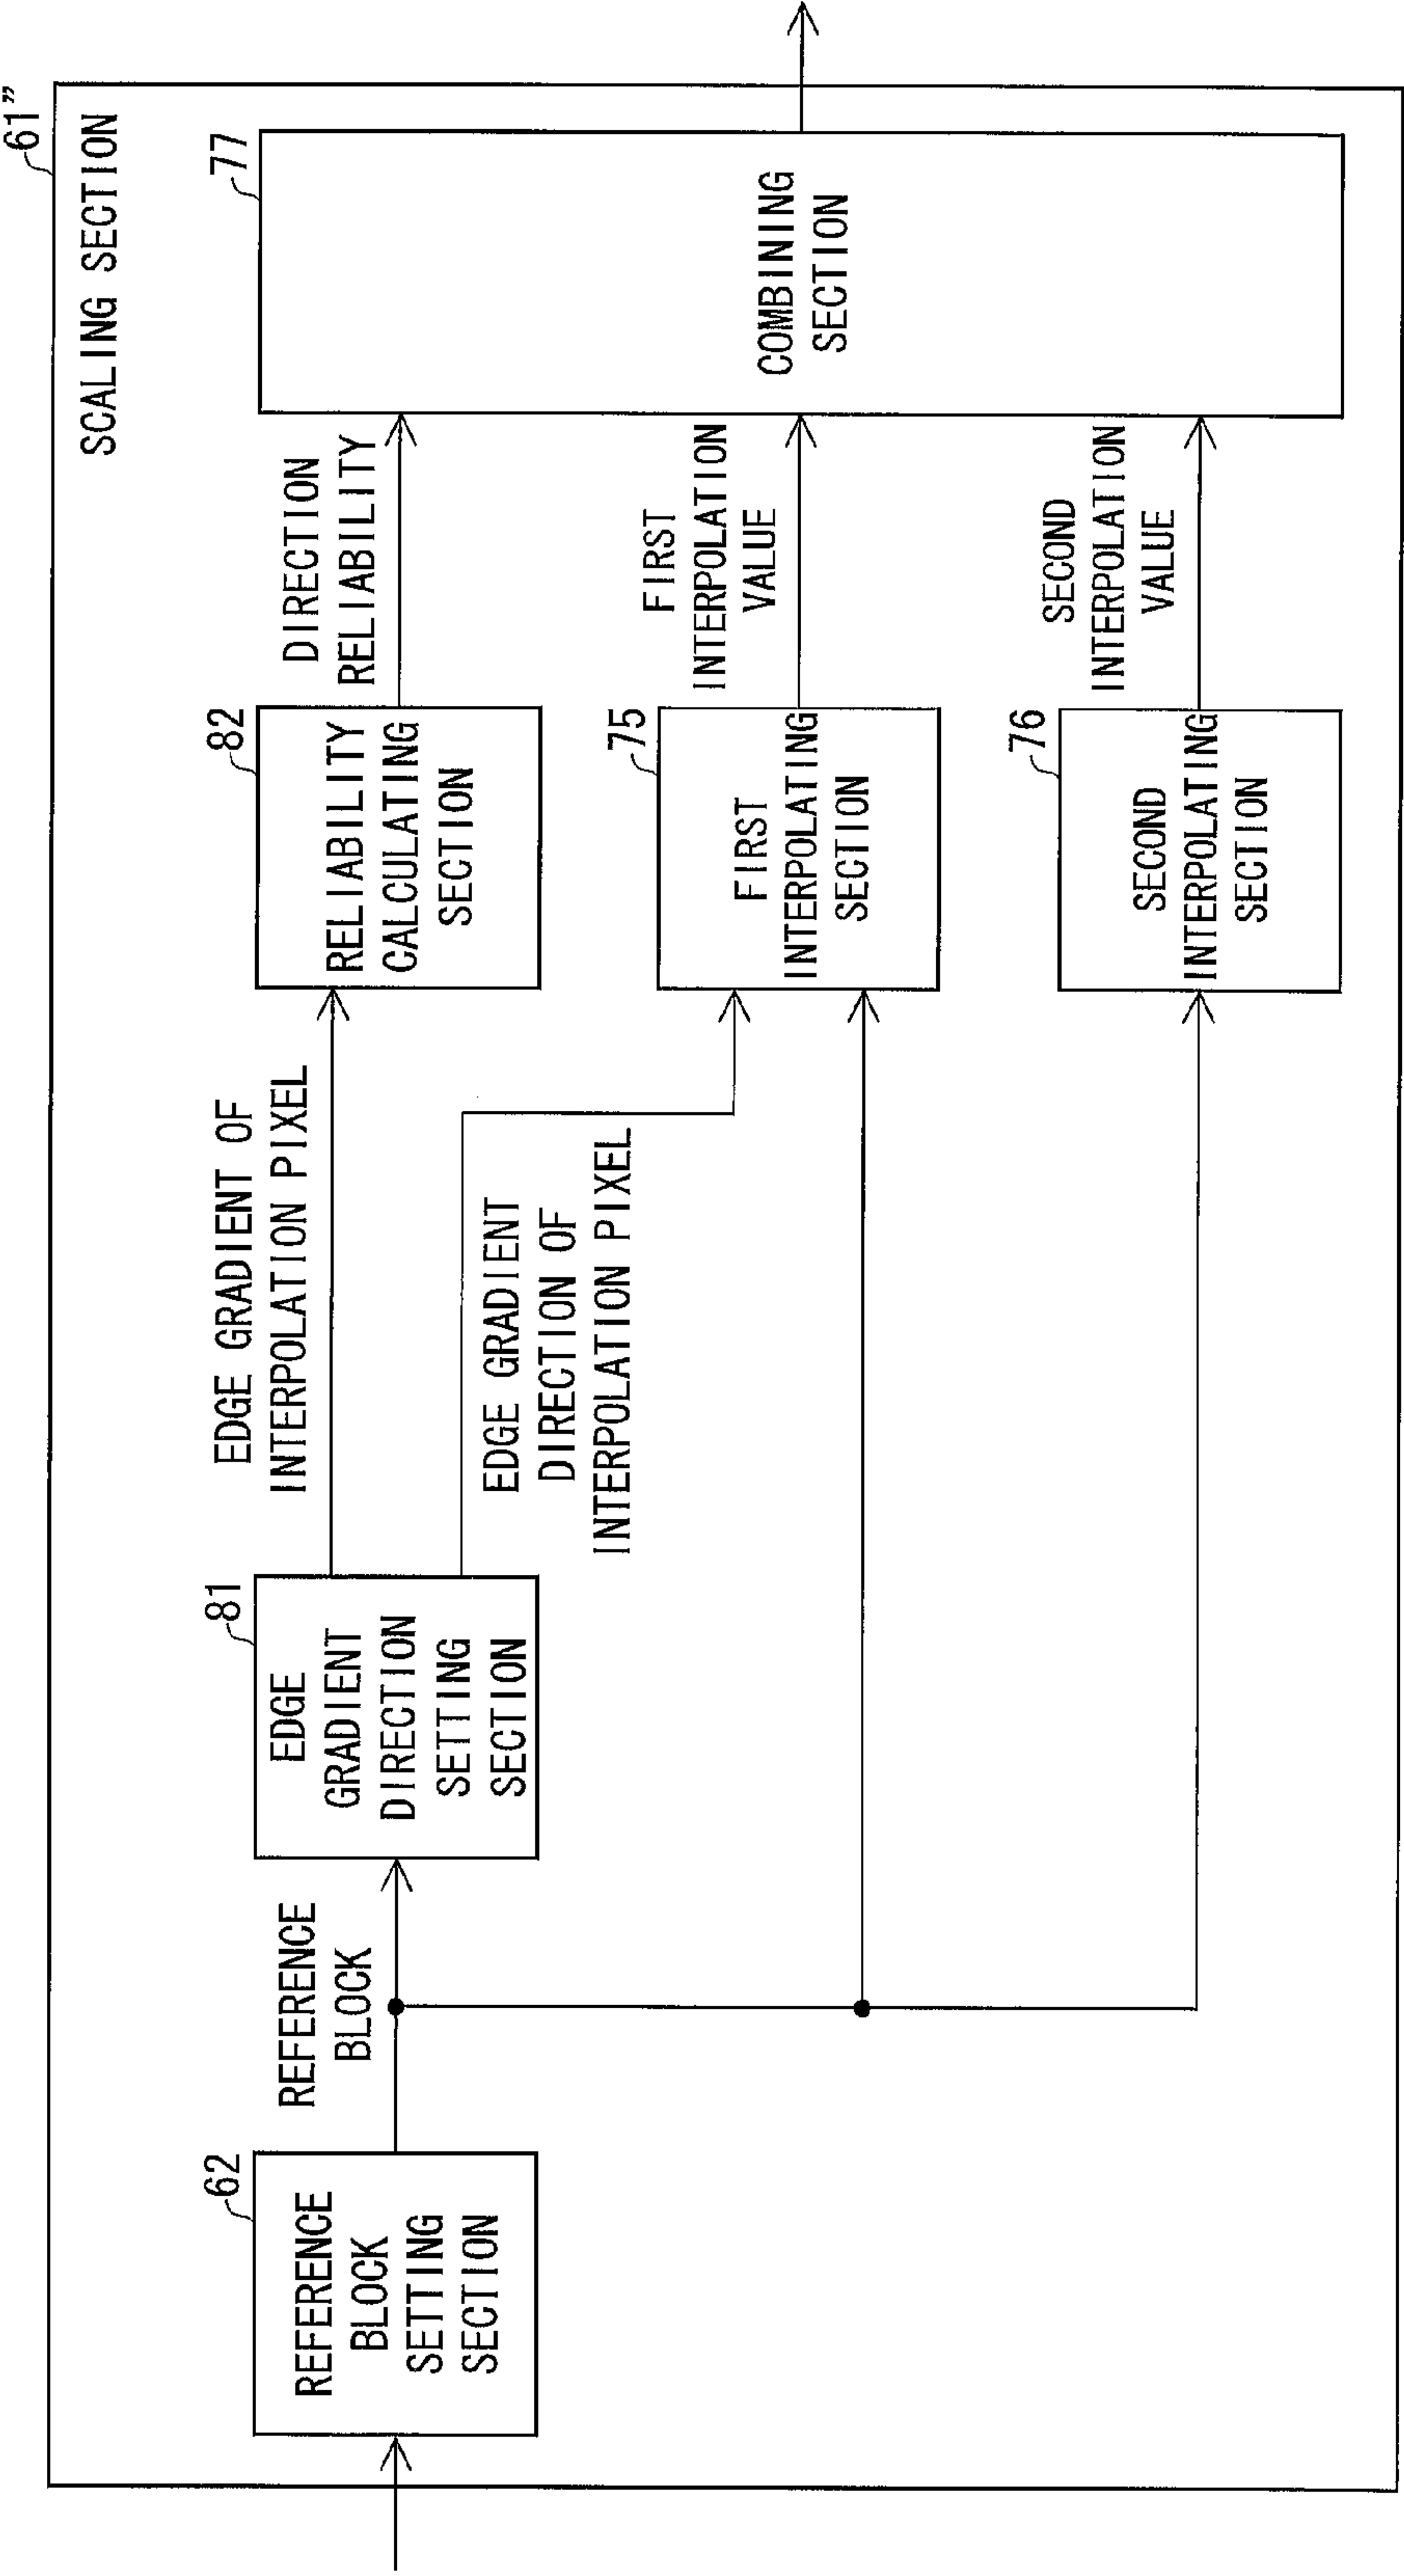 61”
SCALING SECTION
62
REFERENCE
BLOCK
SETTING
SECTION
REFERENCE
BLOCK
81
EDGE
GRADIENT
DIRECTION
SETTING
SECTION
EDGE GRADIENT OF
INTERPOLATION PIXEL
EDGE GRADIENT
DIRECTION OF
INTERPOLATION PIXEL
82
RELIABILITY
CALCULATING
SECTION
DIRECTION
RELIABILITY
75
FIRST
INTERPOLATING
SECTION
FIRST
INTERPOLATION
VALUE
76
SECOND
INTERPOLATING
SECTION
SECOND
INTERPOLATION
VALUE
77
COMBINING
SECTION